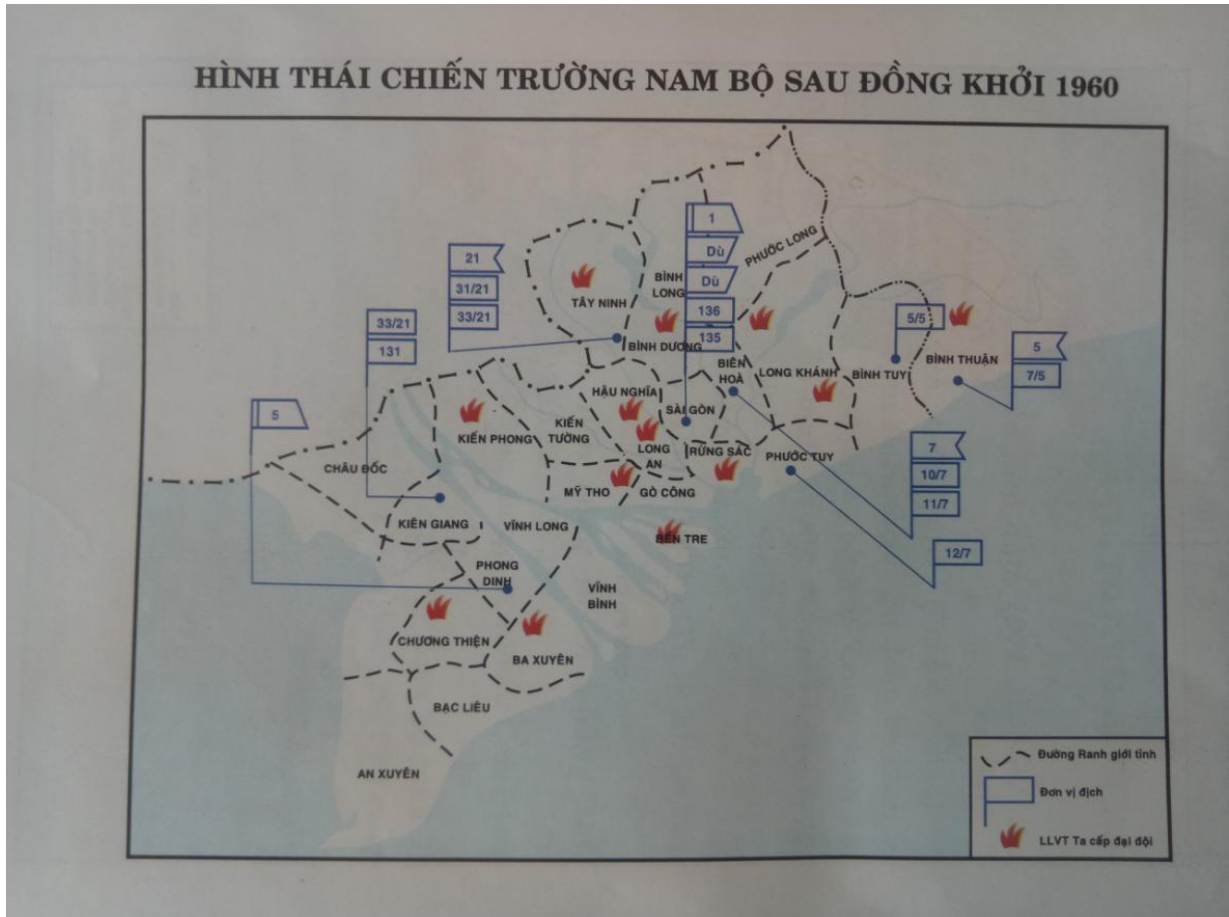 HÌNH THÁI CHIẾN TRƯỜNG NAM BỘ SAU ĐỒNG KHỞI 1960
1
Dù
Dù
136
135
21
31/21
33/21
33/21
131
5
5/5
5
7/5
7
10/7
11/7
12/7
PHƯỚC LONG
BÌNH
LONG
TÂY NINH
BÌNH DƯƠNG
BIÊN
HOÀ
LONG KHÁNH
BÌNH TUY
BÌNH THUẬN
HẬU NGHĨA
SÀI GÒN
KIẾN PHONG
KIẾN
TƯỜNG
LONG
AN
RỪNG SÁC
PHƯỚC TUY
CHÂU ĐỐC
MỸ THO
GÒ CÔNG
KIÊN GIANG
VĨNH LONG
BẾN TRE
PHONG
DINH
VĨNH
BÌNH
CHƯƠNG THIỆN
BA XUYÊN
BẠC LIÊU
AN XUYÊN
Đường Ranh giới tỉnh
Đơn vị địch
LLVT Ta cấp đại đội